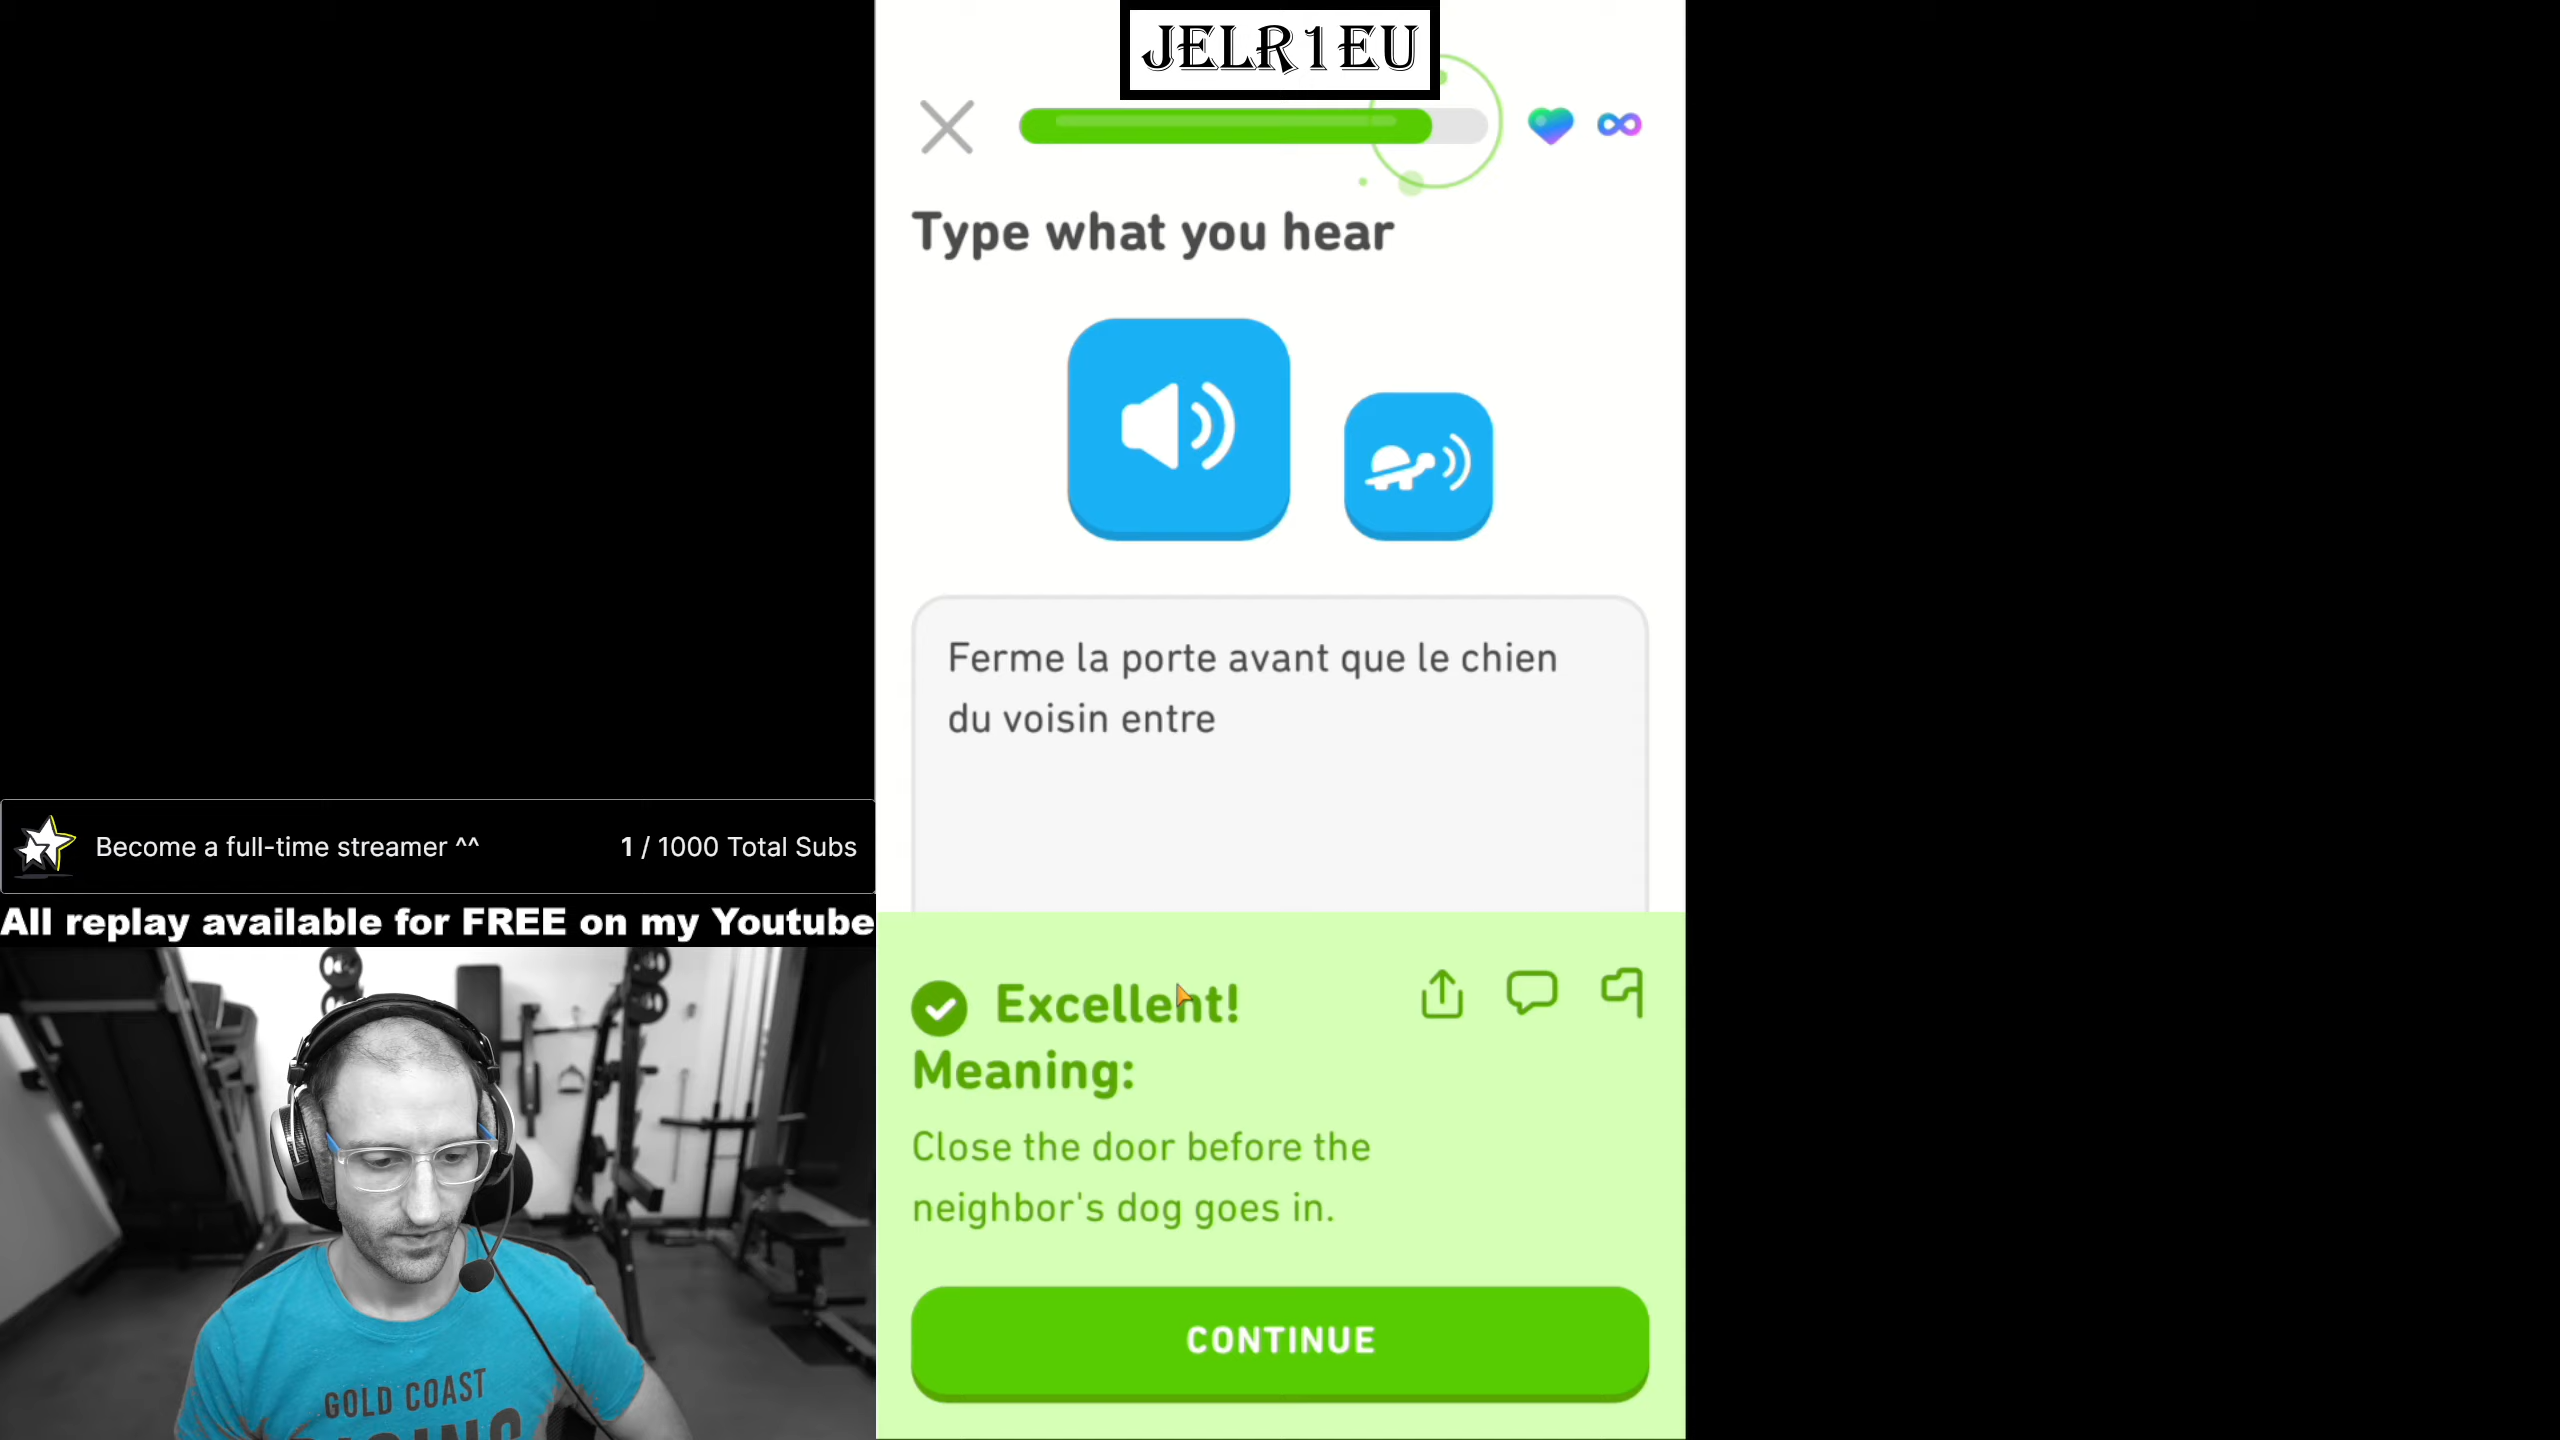 JELR1EU
Type what you hear
Ferme la porte avant que le chien
du voisin entre
Become a full-time streamer ^^
1 / 1000 Total Subs
All replay available for FREE on my Youtube
Excellent!
Meaning:
Close the door before the
neighbor's dog goes in.
CONTINUE
GOLD COAST